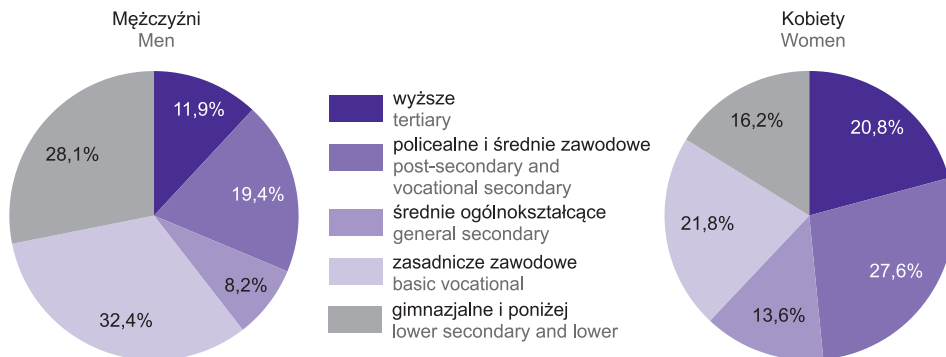 Mężczyźni
Men
11,9%
19,4%
8,2%
32,4%
28,1%
wyższe
tertiary
policealne i średnie zawodowe
post-secondary and
vocational secondary
średnie ogólnokształcące
general secondary
zasadnicze zawodowe
basic vocational
gimnazjalne i poniżej
lower secondary and lower
Kobiety
Women
20,8%
27,6%
13,6%
21,8%
16,2%